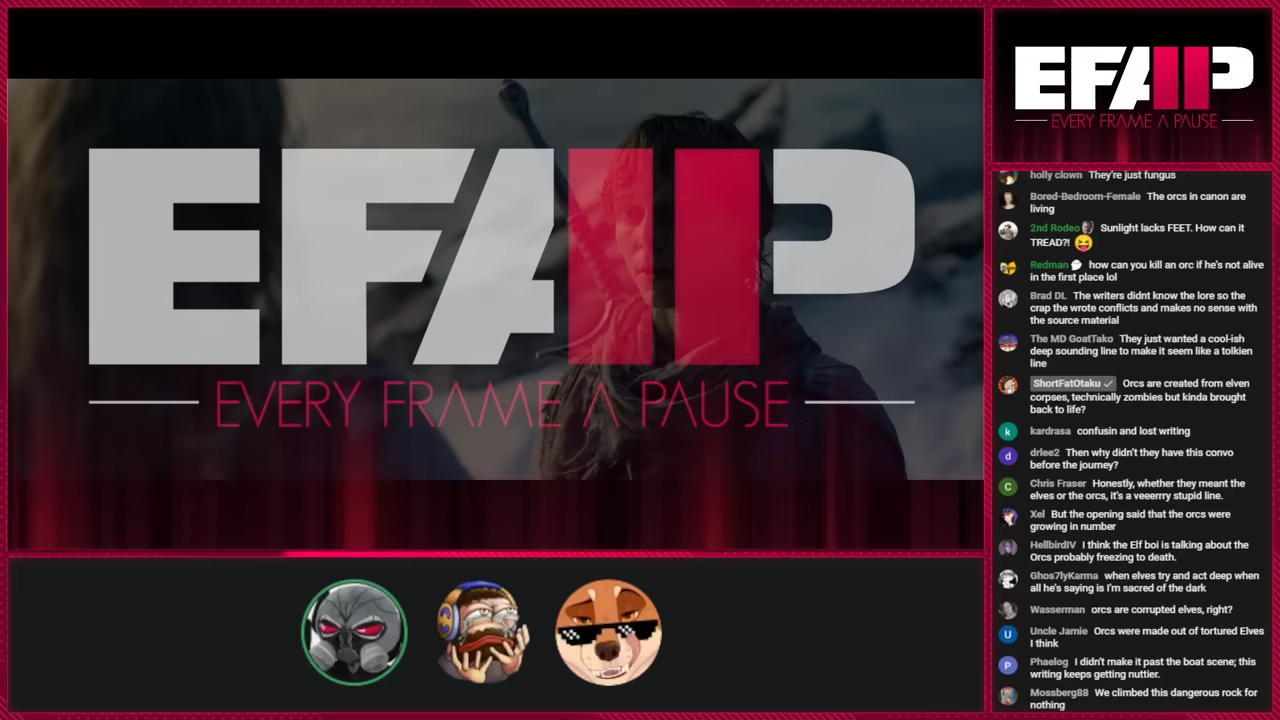 EFAP
EVERY FRAME A PAUSE
EFAP
EVERY FRAME A PAUSE
holly clown They're just fungus
Bored-Bedroom-Female The orcs in canon are
living
2nd Rodeo Sunlight lacks FEET. How can it
TREAD?!
Redman how can you kill an orc if he's not alive
in the first place lol
Brad DL The writers didnt know the lore so the
crap the wrote conflicts and makes no sense with
the source material
The MD GoatTako They just wanted a cool-ish
deep sounding line to make it seem like a tolkien
line
ShortFatOtaku Orcs are created from elven
corpses, technically zombies but kinda brought
back to life?
k kardrasa confusin and lost writing
d drlee2 Then why didn't they have this convo
before the journey?
C Chris Fraser Honestly, whether they meant the
elves or the orcs, it's a veeerrry stupid line.
Xel But the opening said that the orcs were
growing in number
HellbirdIV I think the Elf boi is talking about the
Orcs probably freezing to death.
Ghos7lyKarma when elves try and act deep when
all he's saying is I'm sacred of the dark
Wasserman orcs are corrupted elves, right?
U Uncle Jamie Orcs were made out of tortured Elves
I think
P Phaelog I didn't make it past the boat scene; this
writing keeps getting nuttier.
Mossberg88 We climbed this dangerous rock for
nothing